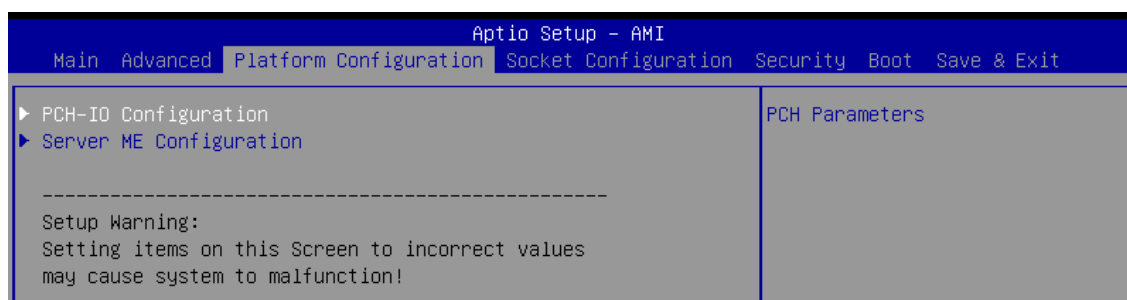 Aptio Setup – AMI
Main Advanced Platform Configuration Socket Configuration Security Boot Save & Exit
PCH-IO Configuration
PCH Parameters
Server ME Configuration
------------------------------------------------
Setup Warning:
Setting items on this Screen to incorrect values
may cause system to malfunction!